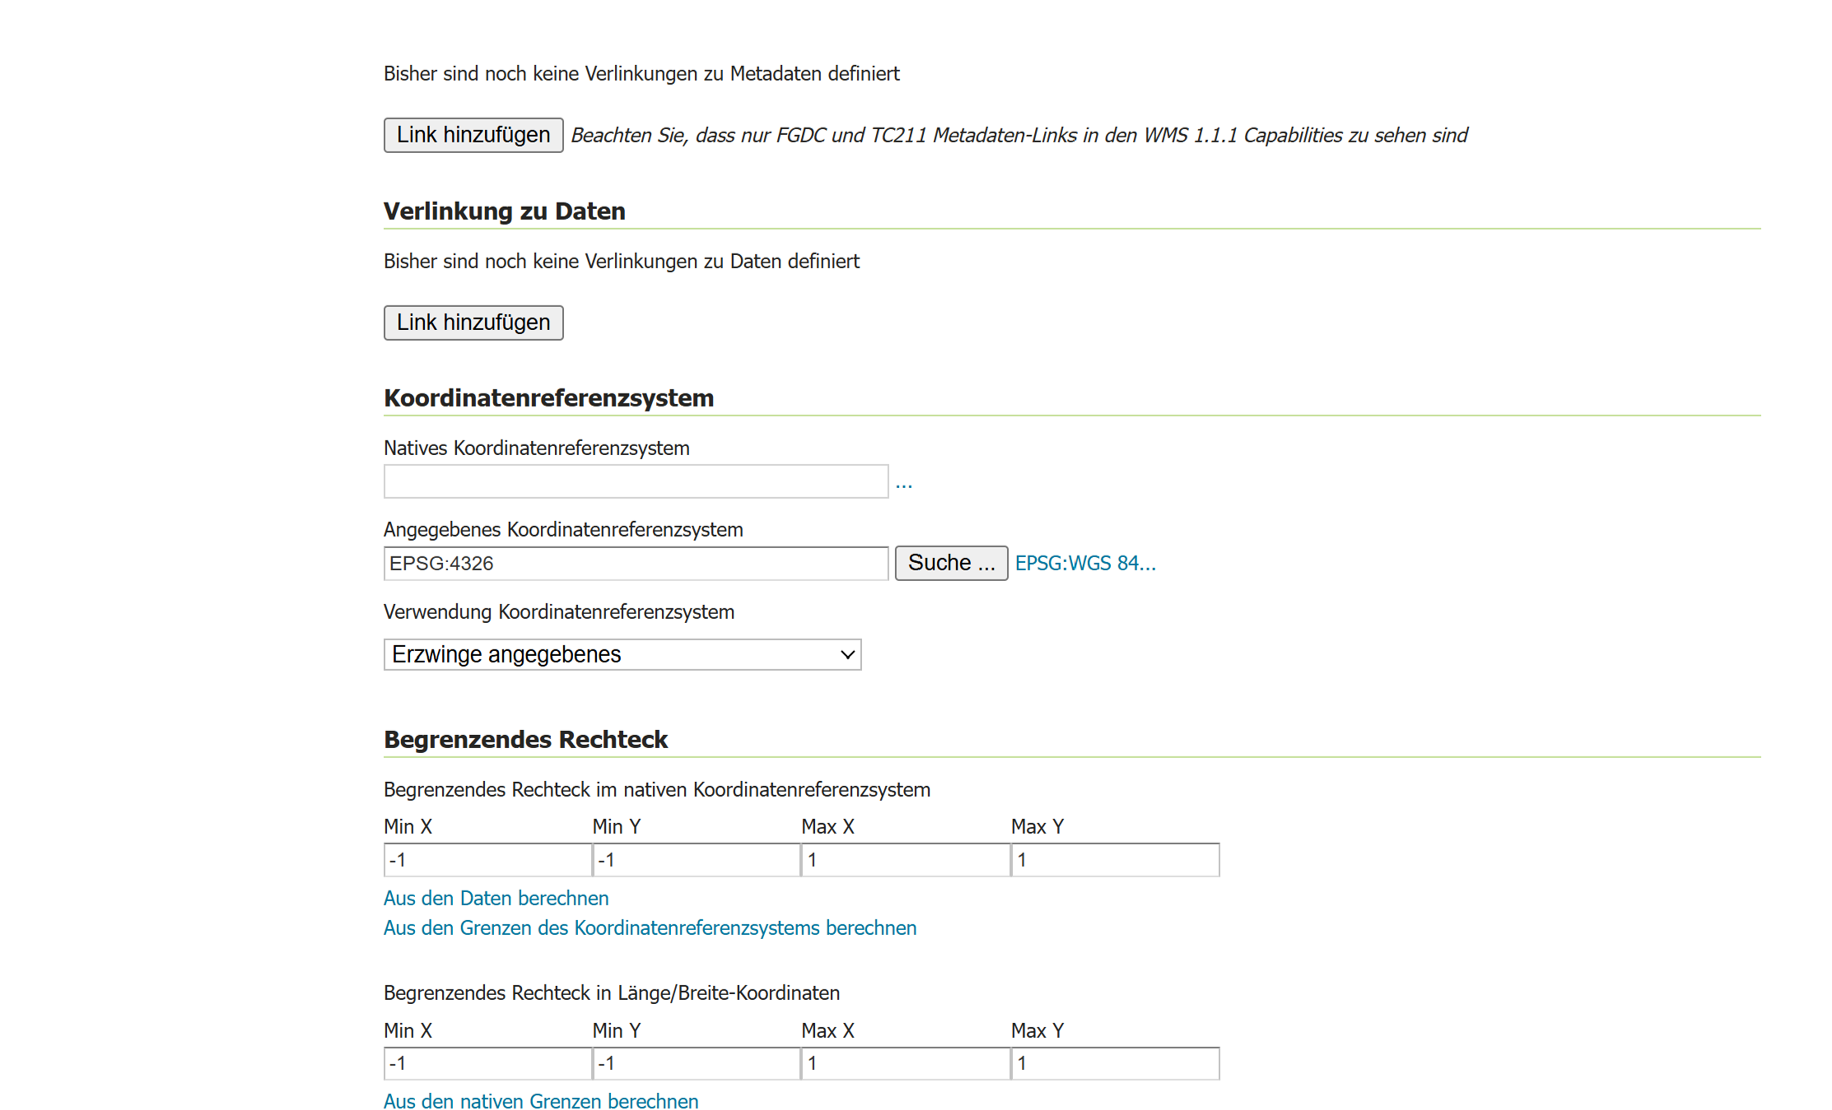 Bisher sind noch keine Verlinkungen zu Metadaten definiert
Link hinzufügen Beachten Sie, dass nur FGDC und TC211 Metadaten-Links in den WMS 1.1.1 Capabilities zu sehen sind
Verlinkung zu Daten
Bisher sind noch keine Verlinkungen zu Daten definiert
Link hinzufügen
Koordinatenreferenzsystem
Natives Koordinatenreferenzsystem
...
Angegebenes Koordinatenreferenzsystem
EPSG:4326 Suche ... EPSG:WGS 84...
Verwendung Koordinatenreferenzsystem
Erzwinge angegebenes
Begrenzendes Rechteck
Begrenzendes Rechteck im nativen Koordinatenreferenzsystem
Min X Min Y Max X Max Y
-1 -1 1 1
Aus den Daten berechnen
Aus den Grenzen des Koordinatenreferenzsystems berechnen
Begrenzendes Rechteck in Länge/Breite-Koordinaten
Min X Min Y Max X Max Y
-1 -1 1 1
Aus den nativen Grenzen berechnen